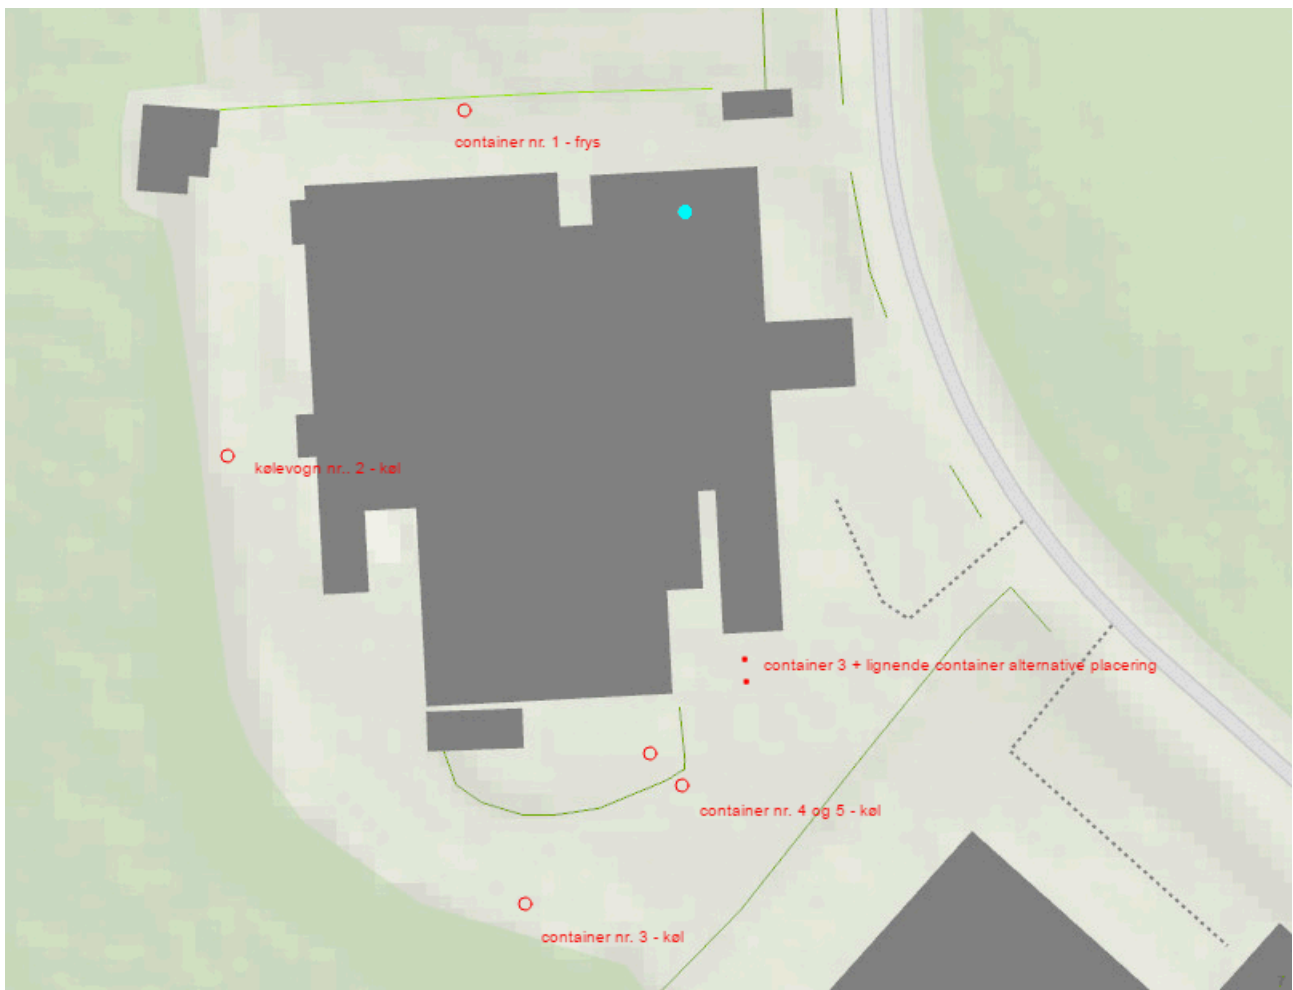 container nr. 1 - frys
kølevogn nr.. 2 - køl
container 3 + lignende container alternative placering
container nr. 4 og 5 - køl
container nr. 3 - køl
7